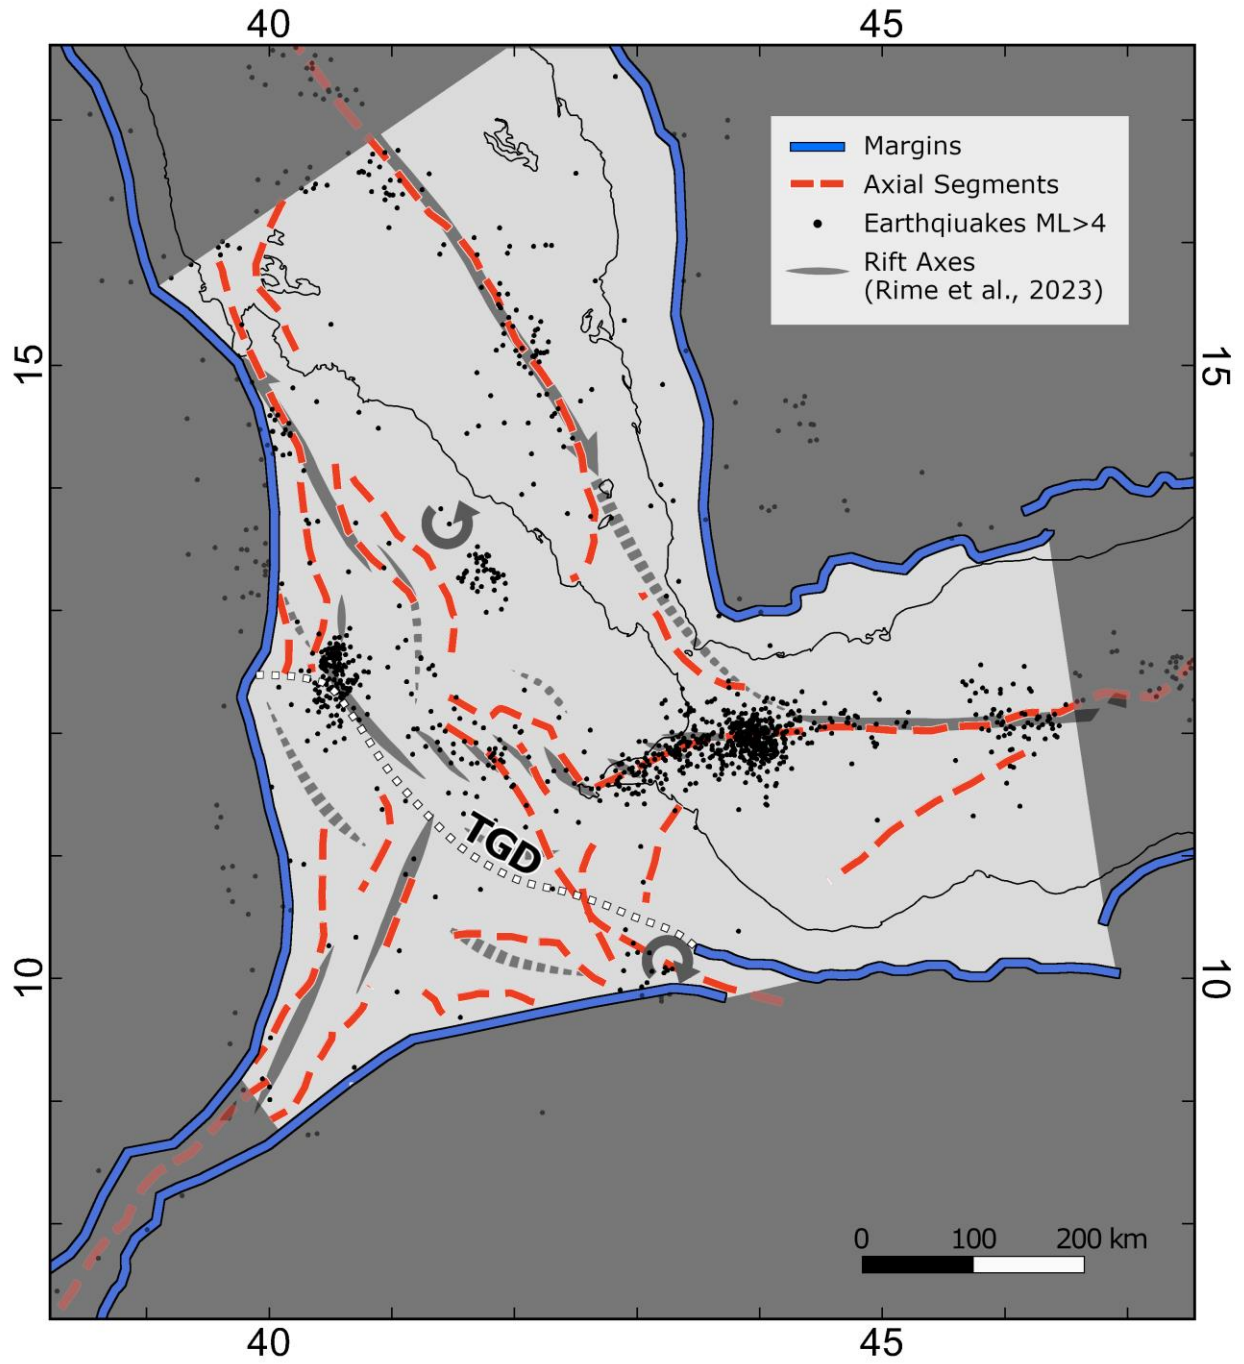 40 45
Margins
Axial Segments
Earthqiuakes ML>4
Rift Axes
(Rime et al., 2023)
15 15
TGD
10 10
0 100 200 km
40 45